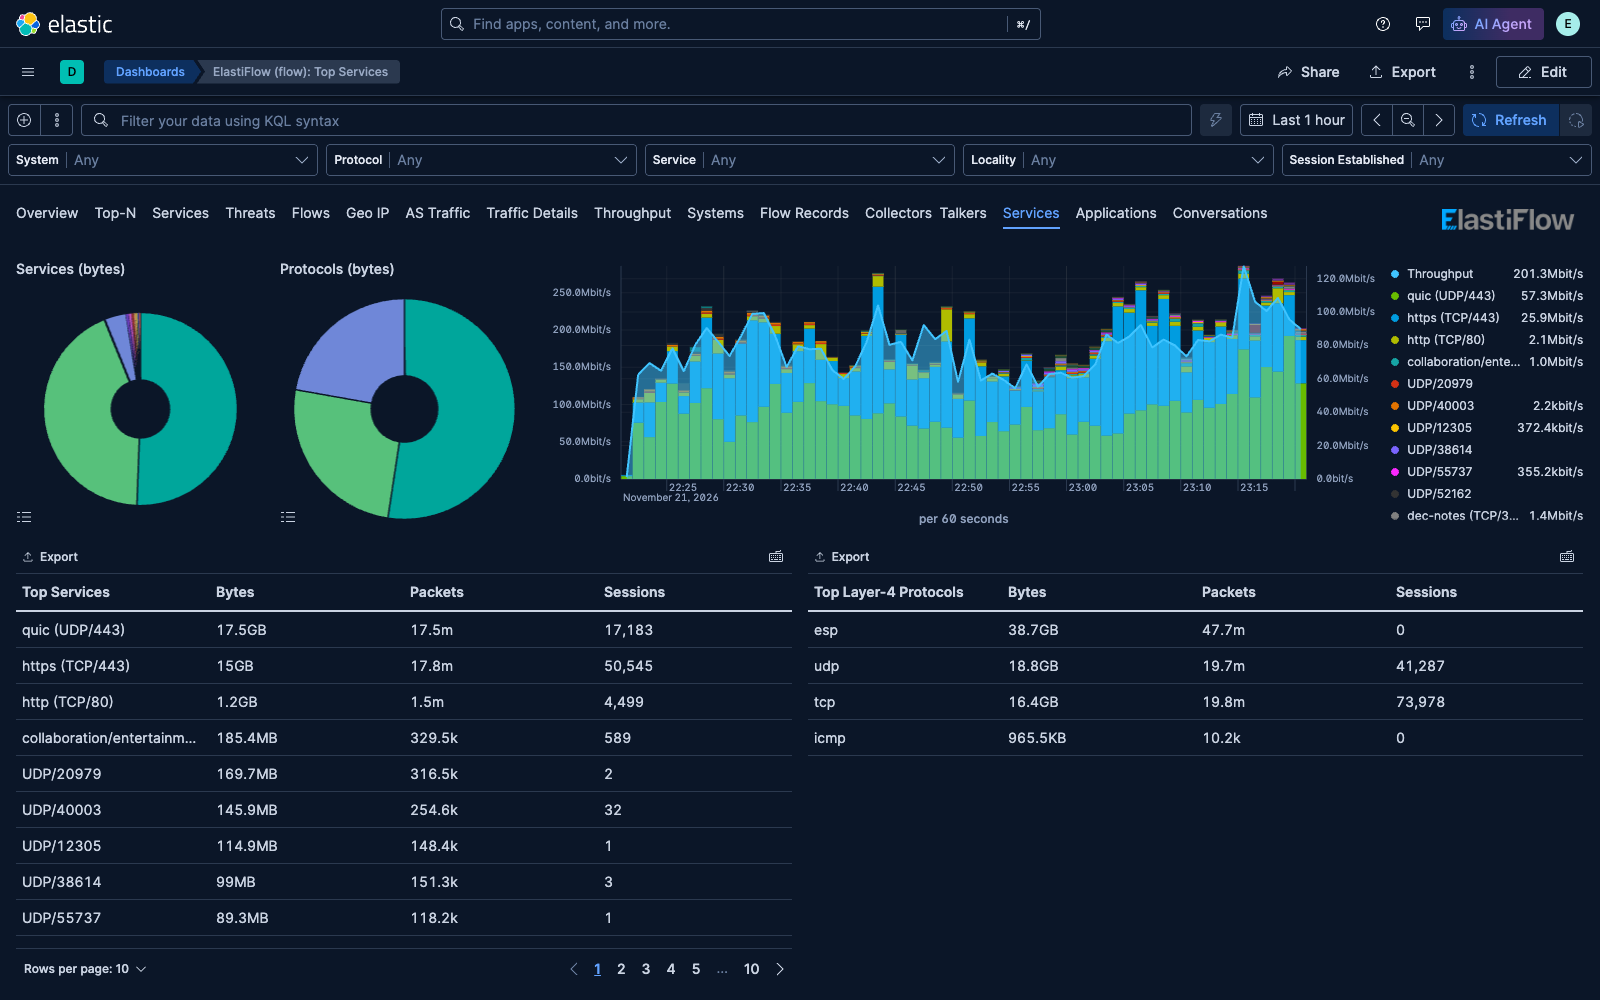 elastic
Find apps, content, and more.
⌘/
AI Agent
E
D
Dashboards
ElastiFlow (flow): Top Services
Share
Export
Edit
Filter your data using KQL syntax
Last 1 hour
Refresh
System Any
Protocol Any
Service Any
Locality Any
Session Established Any
Overview Top-N Services Threats Flows Geo IP AS Traffic Traffic Details Throughput Systems Flow Records Collectors Talkers Services Applications Conversations
ElastiFlow
Services (bytes)
Protocols (bytes)
250.0Mbit/s
200.0Mbit/s
150.0Mbit/s
100.0Mbit/s
50.0Mbit/s
0.0bit/s
120.0Mbit/s
100.0Mbit/s
80.0Mbit/s
60.0Mbit/s
40.0Mbit/s
20.0Mbit/s
0.0bit/s
22:25 22:30 22:35 22:40 22:45 22:50 22:55 23:00 23:05 23:10 23:15
November 21, 2026
per 60 seconds
Throughput 201.3Mbit/s
quic (UDP/443) 57.3Mbit/s
https (TCP/443) 25.9Mbit/s
http (TCP/80) 2.1Mbit/s
collaboration/ente... 1.0Mbit/s
UDP/20979
UDP/40003 2.2kbit/s
UDP/12305 372.4kbit/s
UDP/38614
UDP/55737 355.2kbit/s
UDP/52162
dec-notes (TCP/3... 1.4Mbit/s
Export
Top Services Bytes Packets Sessions
quic (UDP/443) 17.5GB 17.5m 17,183
https (TCP/443) 15GB 17.8m 50,545
http (TCP/80) 1.2GB 1.5m 4,499
collaboration/entertainm... 185.4MB 329.5k 589
UDP/20979 169.7MB 316.5k 2
UDP/40003 145.9MB 254.6k 32
UDP/12305 114.9MB 148.4k 1
UDP/38614 99MB 151.3k 3
UDP/55737 89.3MB 118.2k 1
Rows per page: 10
1 2 3 4 5 ... 10
Export
Top Layer-4 Protocols Bytes Packets Sessions
esp 38.7GB 47.7m 0
udp 18.8GB 19.7m 41,287
tcp 16.4GB 19.8m 73,978
icmp 965.5KB 10.2k 0